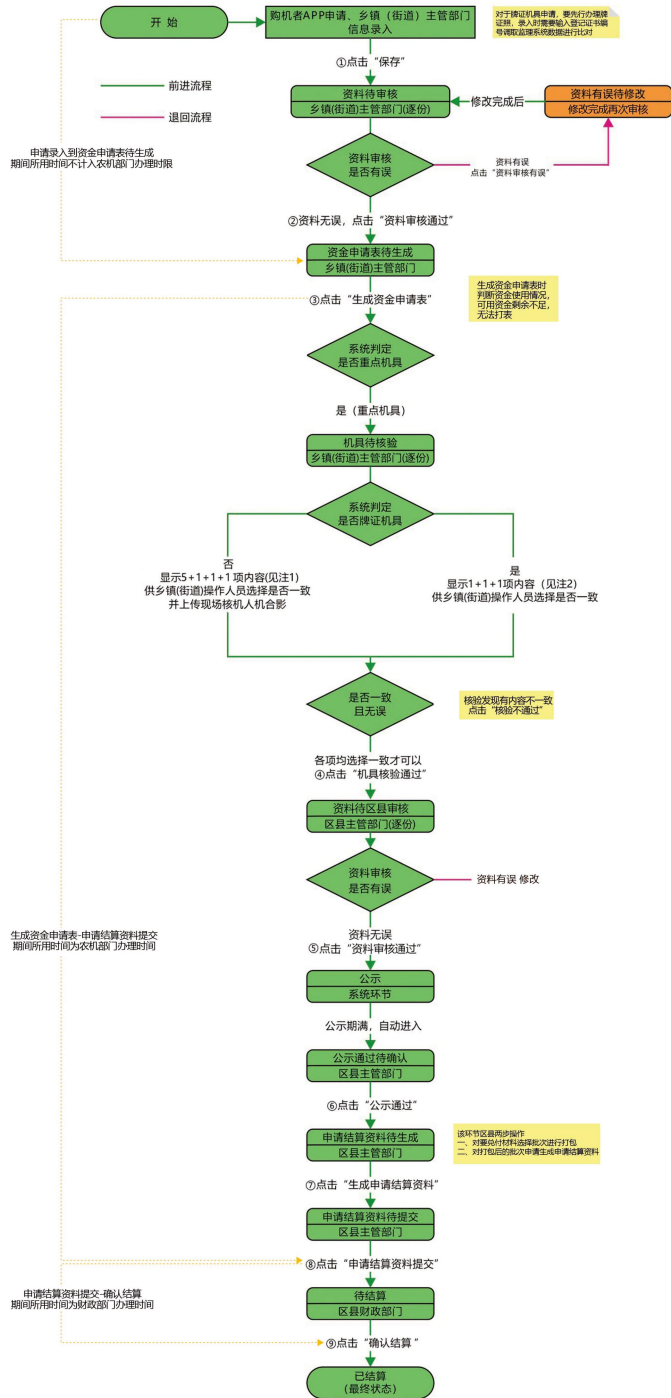 开 始
购机者APP申请、乡镇（街道）主管部门
信息录入
对于牌证机具申请，要先行办理牌
证照，录入时需要输入登记证书编
号调取监理系统数据进行比对
①点击“保存”
前进流程
退回流程
资料待审核
乡镇(街道)主管部门(逐份)
修改完成后
资料有误待修改
修改完成再次审核
申请录入到资金申请表待生成
期间所用时间不计入农机部门办理时限
资料审核
是否有误
资料有误
点击“资料审核有误”
②资料无误，点击“资料审核通过”
资金申请表待生成
乡镇(街道)主管部门
③点击“生成资金申请表”
生成资金申请表时
判断资金使用情况，
可用资金剩余不足，
无法打表
系统判定
是否重点机具
是（重点机具）
机具待核验
乡镇(街道)主管部门(逐份)
系统判定
是否牌证机具
否
显示5+1+1+1项内容(见注1)
供乡镇(街道)操作人员选择是否一致
并上传现场核机人机合影
是
显示1+1+1项内容（见注2）
供乡镇(街道)操作人员选择是否一致
是否一致
且无误
核验发现有内容不一致
点击“核验不通过”
各项均选择一致才可以
④点击“机具核验通过”
资料待区县审核
区县主管部门(逐份)
资料审核
是否有误
资料有误 修改
生成资金申请表-申请结算资料提交
期间所用时间为农机部门办理时间
资料无误
⑤点击“资料审核通过”
公示
系统环节
公示期满，自动进入
公示通过待确认
区县主管部门
⑥点击“公示通过”
申请结算资料待生成
区县主管部门
该环节区县两步操作
一、对要兑付材料选择批次进行打包
二、对打包后的批次申请生成申请结算资料
⑦点击“生成申请结算资料”
申请结算资料待提交
区县主管部门
⑧点击“申请结算资料提交”
申请结算资料提交-确认结算
期间所用时间为财政部门办理时间
待结算
区县财政部门
⑨点击“确认结算 ”
已结算
（最终状态）